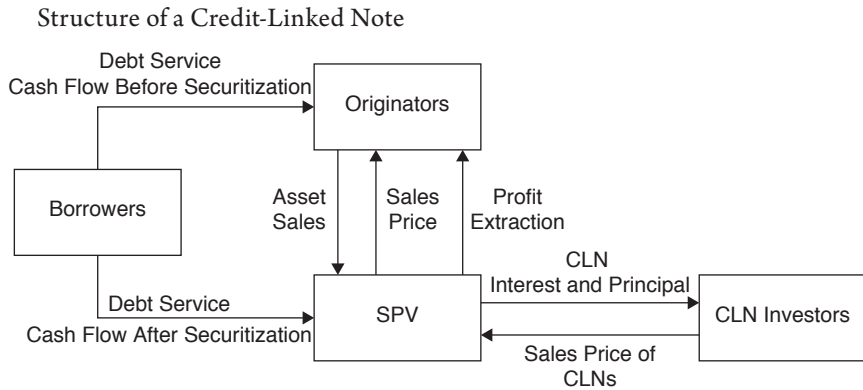 Structure of a Credit-Linked Note
Debt Service
Cash Flow Before Securitization
Originators
Borrowers
Asset
Sales
Sales
Price
Profit
Extraction
CLN
Interest and Principal
Debt Service
Cash Flow After Securitization
SPV
CLN Investors
Sales Price of
CLNs